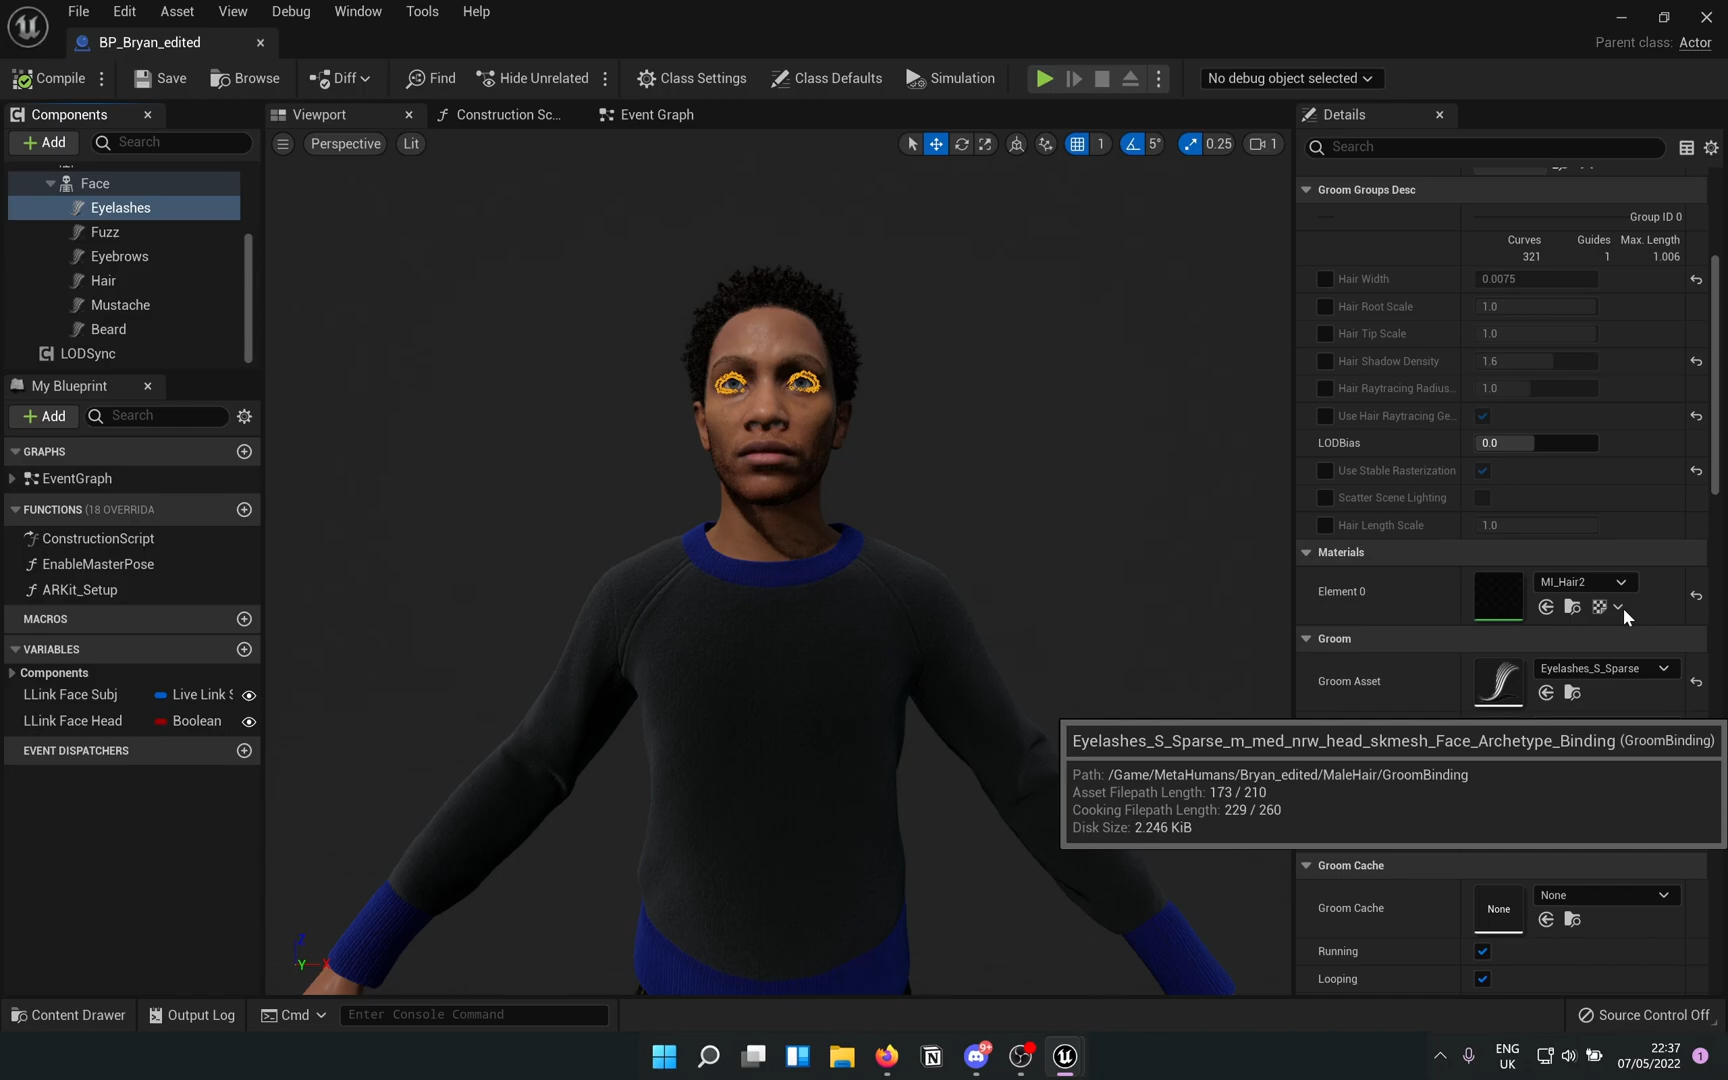 File Edit Asset View Debug Window Tools Help
BP_Bryan_edited
Parent class: Actor
Compile Save Browse Diff Find Hide Unrelated Class Settings Class Defaults Simulation No debug object selected
Components
Add Search
Face
Eyelashes
Fuzz
Eyebrows
Hair
Mustache
Beard
LODSync
My Blueprint
Add Search
GRAPHS
EventGraph
FUNCTIONS (18 OVERRIDA
ConstructionScript
EnableMasterPose
ARKit_Setup
MACROS
VARIABLES
Components
LLink Face Subj Live Link S
LLink Face Head Boolean
EVENT DISPATCHERS
Viewport Construction Sc... Event Graph
Perspective Lit 1 5° 0.25 1
Z
Y X
Details
Search
Groom Groups Desc
Group ID 0
Curves Guides Max. Length
321 1 1.006
Hair Width 0.0075
Hair Root Scale 1.0
Hair Tip Scale 1.0
Hair Shadow Density 1.6
Hair Raytracing Radius... 1.0
Use Hair Raytracing Ge...
LODBias 0.0
Use Stable Rasterization
Scatter Scene Lighting
Hair Length Scale 1.0
Materials
Element 0 MI_Hair2
Groom
Groom Asset Eyelashes_S_Sparse
Eyelashes_S_Sparse_m_med_nrw_head_skmesh_Face_Archetype_Binding (GroomBinding)
Path: /Game/MetaHumans/Bryan_edited/MaleHair/GroomBinding
Asset Filepath Length: 173 / 210
Cooking Filepath Length: 229 / 260
Disk Size: 2.246 KiB
Groom Cache
Groom Cache None None
Running
Looping
Content Drawer Output Log Cmd Enter Console Command Source Control Off
9+
ENG
UK
22:37
07/05/2022
1